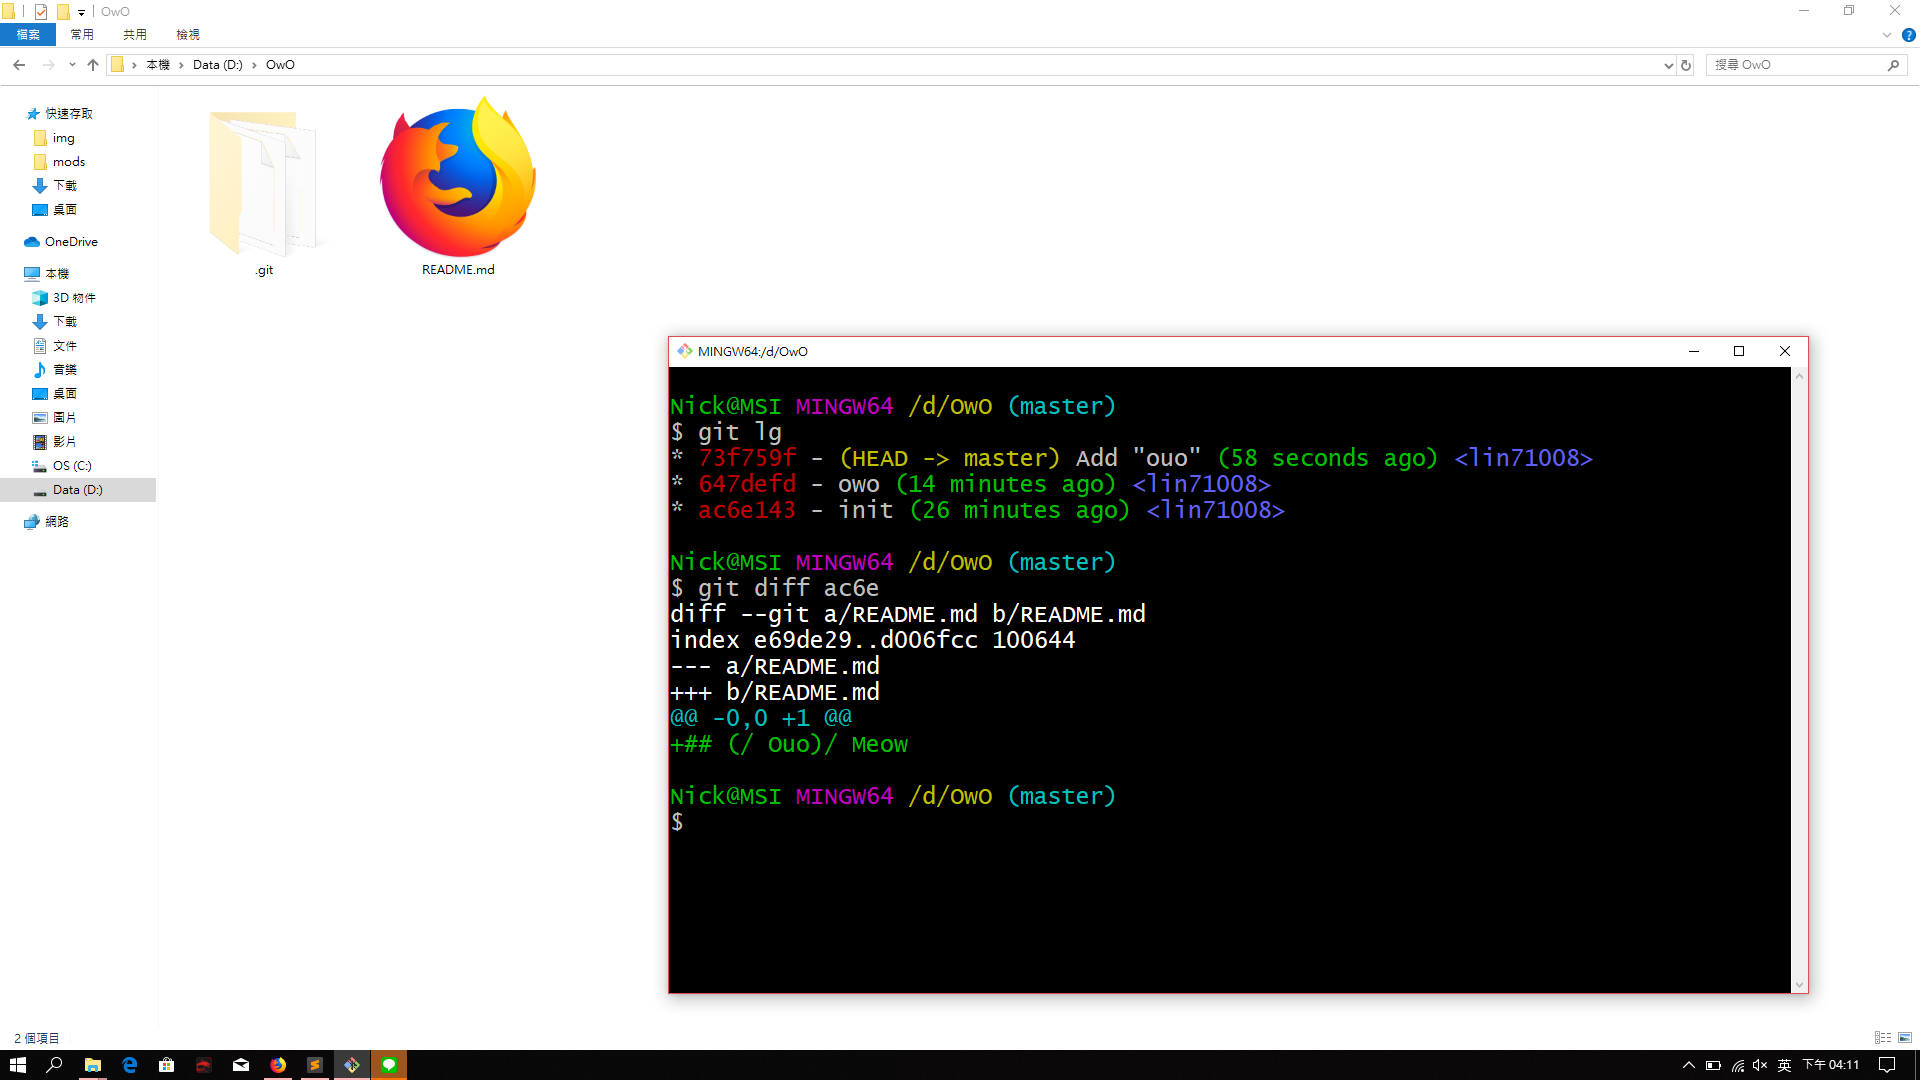 OwO
檔案 常用 共用 檢視
本機 Data (D:) OwO
搜尋 OwO
快速存取
img
mods
下載
桌面
OneDrive
本機
3D 物件
下載
文件
音樂
桌面
圖片
影片
OS (C:)
Data (D:)
網路
.git
README.md
MINGW64:/d/OwO
Nick@MSI MINGW64 /d/OwO (master)
$ git lg
* 73f759f - (HEAD -> master) Add "ouo" (58 seconds ago) <lin71008>
* 647defd - owo (14 minutes ago) <lin71008>
* ac6e143 - init (26 minutes ago) <lin71008>
Nick@MSI MINGW64 /d/OwO (master)
$ git diff ac6e
diff --git a/README.md b/README.md
index e69de29..d006fcc 100644
--- a/README.md
+++ b/README.md
@@ -0,0 +1 @@
+## (/ Ouo)/ Meow
Nick@MSI MINGW64 /d/OwO (master)
$
2 個項目
英 下午 04:11